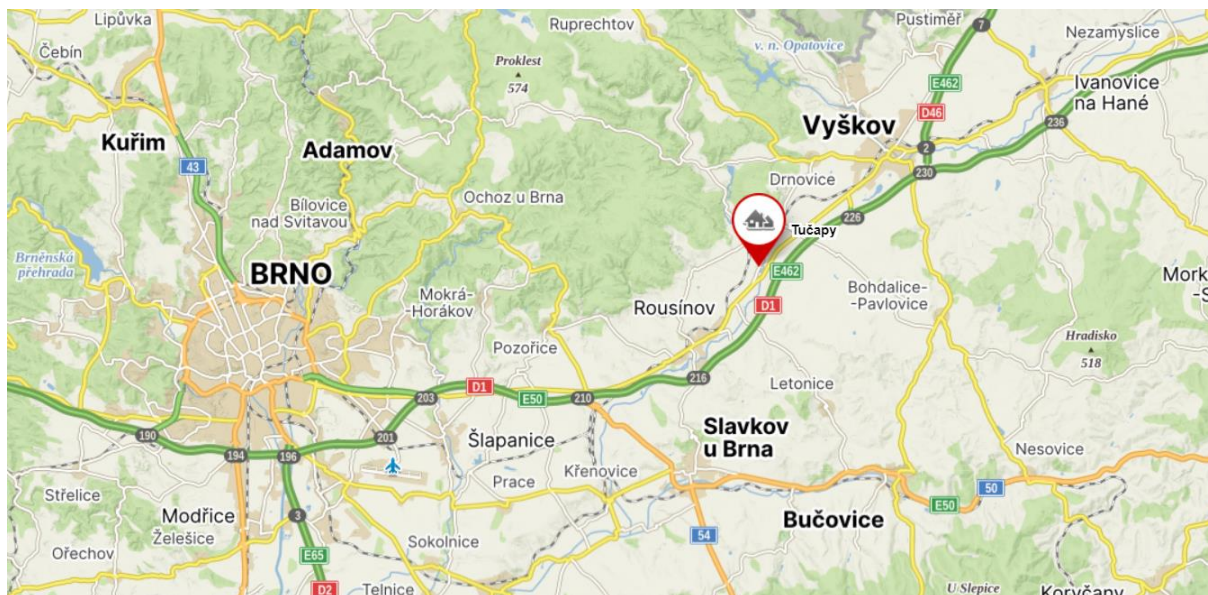 Lipůvka
Ruprechtov
Pustiměř
7
Nezamyslice
Čebín
Proklest
574
v. n. Opatovice
E462
Ivanovice
na Hané
D46
236
Kuřim
43
Adamov
Vyškov
2
230
Drnovice
Ochoz u Brna
Bílovice
nad Svitavou
226
Tučapy
Brněnská
přehrada
BRNO
E462
Mokrá-
-Horákov
Rousínov
D1
Bohdalice-
-Pavlovice
Mork
-S
Hradisko
518
Pozořice
216
Letonice
D1
E50
203
210
190
201
194
196
Šlapanice
Slavkov
u Brna
Křenovice
Prace
Nesovice
50
E50
Střelice
Modřice
Želešice
3
Bučovice
54
Ořechov
E65
Sokolnice
D2
Telnice
U Slepice
Koryčany